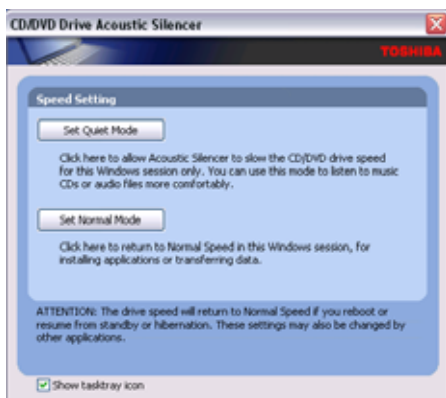 CD/DVD Drive Acoustic Silencer
TOSHIBA
Speed Setting
Set Quiet Mode
Click here to allow Acoustic Silencer to slow the CD/DVD drive speed
for this Windows session only. You can use this mode to listen to music
CDs or audio files more comfortably.
Set Normal Mode
Click here to return to Normal Speed in this Windows session, for
installing applications or transferring data.
ATTENTION: The drive speed will return to Normal Speed if you reboot or
resume from standby or hibernation. These settings may also be changed by
other applications.
Show tasktray icon